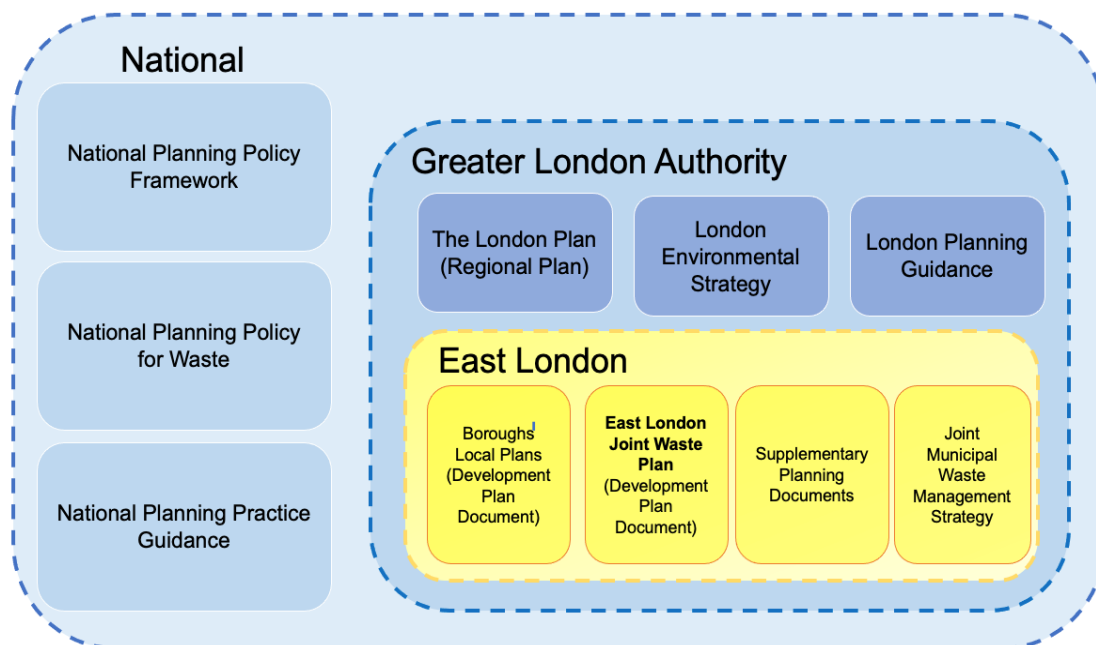 National
National Planning Policy
Framework
National Planning Policy
for Waste
National Planning Practice
Guidance
Greater London Authority
The London Plan
(Regional Plan)
London
Environmental
Strategy
London Planning
Guidance
East London
Boroughs'
Local Plans
(Development
Plan
Document)
East London
Joint Waste
Plan
(Development
Plan
Document)
Supplementary
Planning
Documents
Joint
Municipal
Waste
Management
Strategy